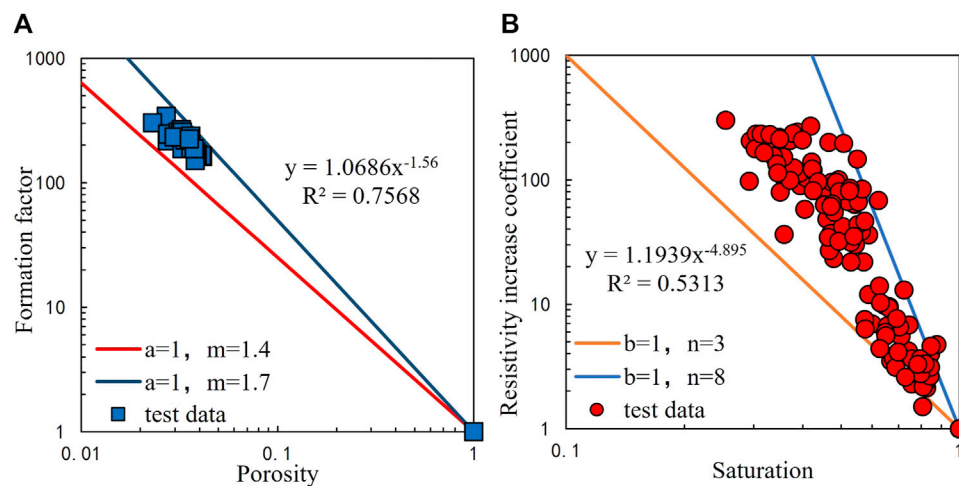 A
Formation factor
1000
100
10
1
0.01
0.1
1
Porosity
y = 1.0686x^-1.56
R² = 0.7568
a=1, m=1.4
a=1, m=1.7
test data
B
Resistivity increase coefficient
1000
100
10
1
0.1
1
Saturation
y = 1.1939x^-4.895
R² = 0.5313
b=1, n=3
b=1, n=8
test data